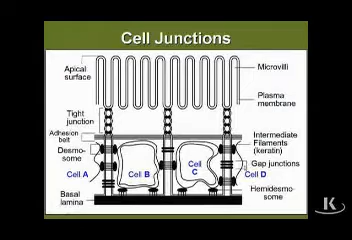 Cell Junctions
Apical
surface
Microvilli
Plasma
membrane
Tight
junction
Adhesion
belt
Intermediate
Filaments
(keratin)
Desmo-
some
Gap junctions
Cell A
Cell B
Cell
C
Cell D
Basal
lamina
Hemidesmo-
some
K